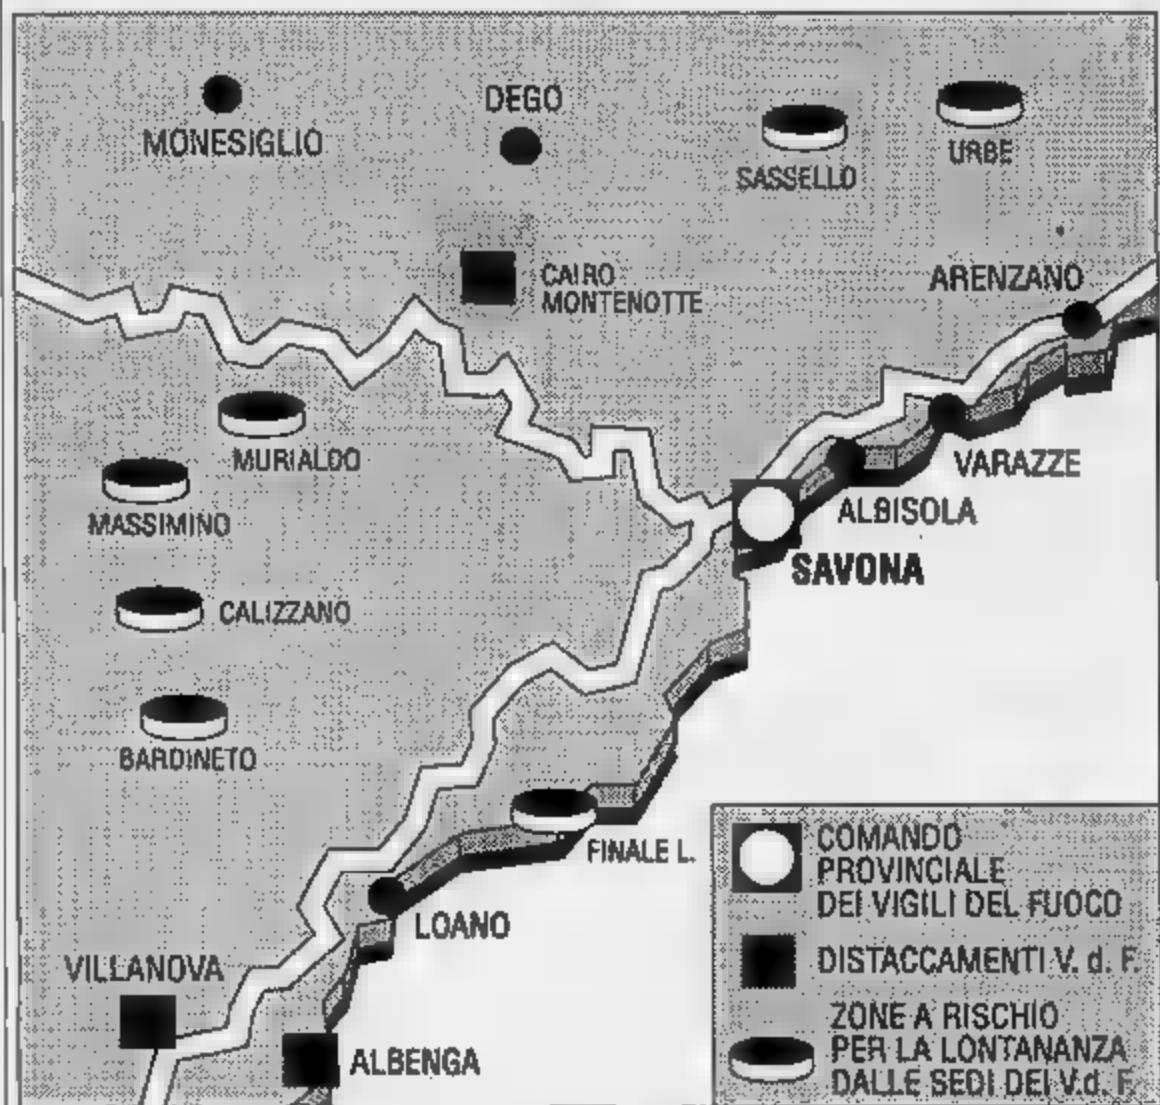 DEGO
MONESIGLIO
URBE
SASSELLO
ARENZANO
CAIRO
MONTENOTTE
MURIALDO
VARAZZE
MASSIMINO
ALBISOLA
SAVONA
CALIZZANO
BARDINETO
FINALE L.
LOANO
VILLANOVA
ALBENGA
COMANDO
PROVINCIALE
DEI VIGILI DEL FUOCO
DISTACCAMENTI V. d. F.
ZONE A RISCHIO
PER LA LONTANANZA
DALLE SEDI DEI V.d. F.